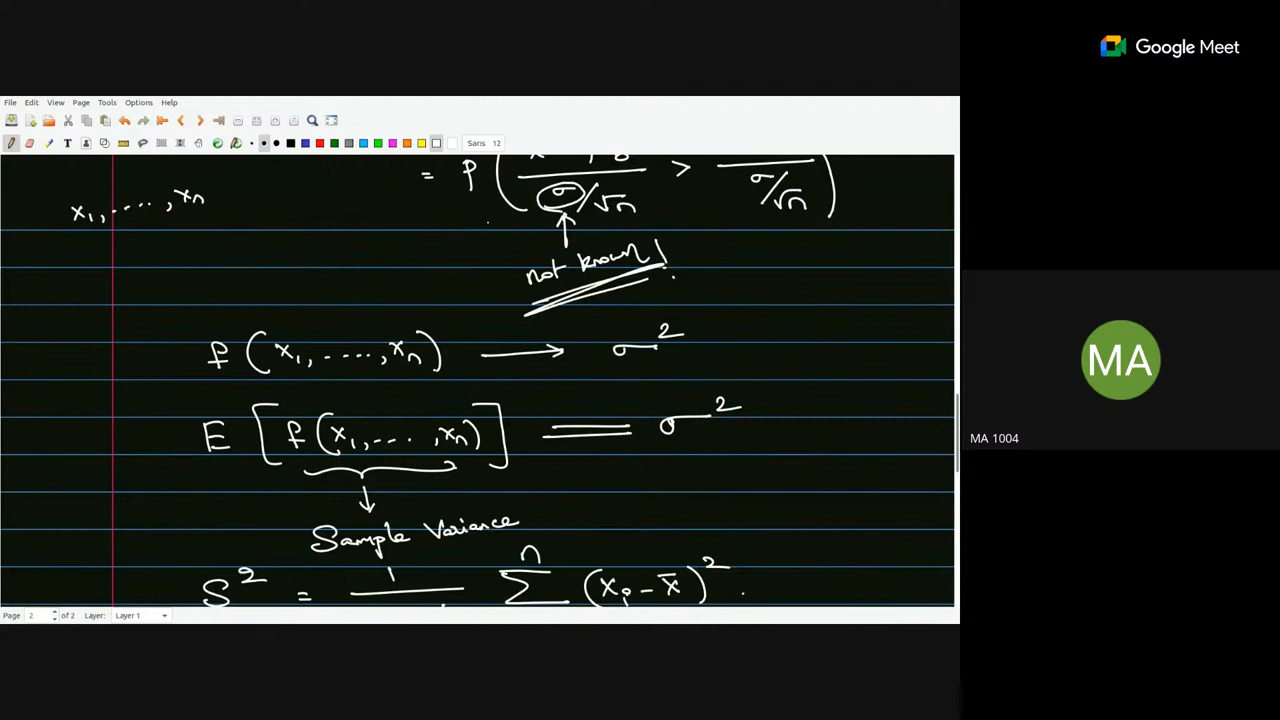 Google Meet
File Edit View Page Tools Options Help
Sans 12
= P ( σ/√n > σ/√n )
x₁, ..... , xₙ
not known!
f (x₁, ..... , xₙ) → σ²
E [ f (x₁, ..... , xₙ) ] = σ²
MA
MA 1004
Sample Variance
S² = 1 Σ n (xᵢ - x̄)² .
Page 2 of 2 Layer: Layer 1